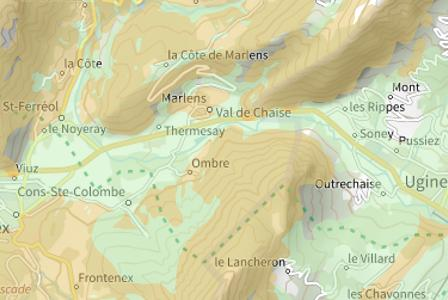 la Côte de Marlens
la Côte
Mont
Marlens
St-Ferréol
Val de Chaise
les Rippes
le Noyeray
Thermesay
Soney
Pussiez
Viuz
Ombre
Cons-Ste-Colombe
Outrechaise
Ugine
le Lancheron
le Villard
Frontenex
les Chavonnes